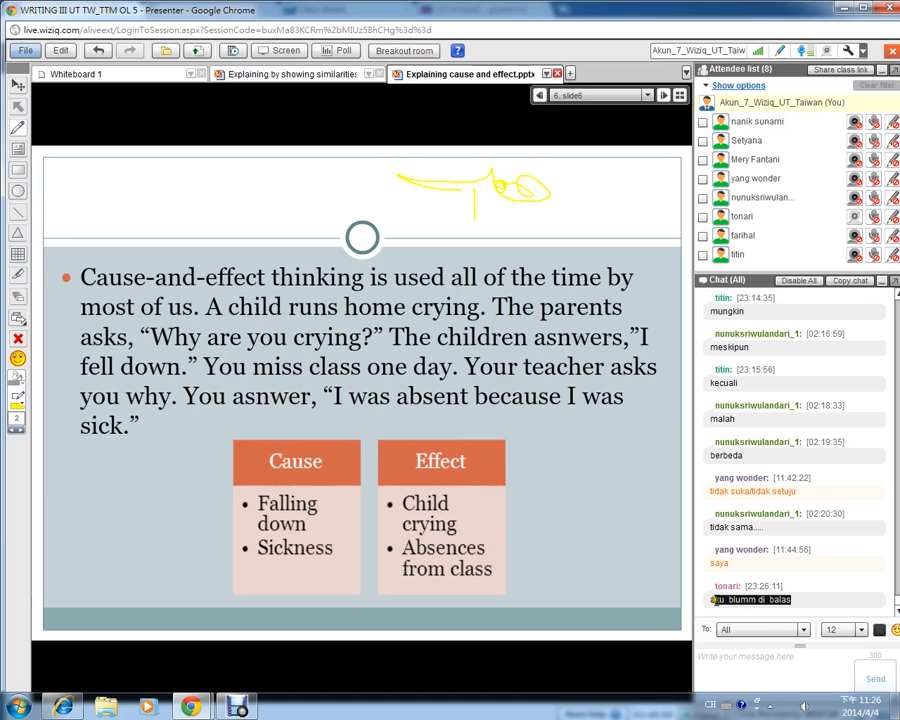 WRITING III UT TW_TTM OL 5 - Presenter - Google Chrome
live.wiziq.com/aliveext/LoginToSession.aspx?SessionCode=buxMa83KCRm%2bMIz5BhCHg%3d%3d
File
Edit
Screen
Poll
Breakout room
?
Akun_7_Wiziq_UT_Taiw
Whiteboard 1
Explaining by showing similarities
Explaining cause and effect.pptx
Attendee list (8)
Share class link
Show options
Clear filter
6. slide6
Akun_7_Wiziq_UT_Taiwan (You)
nanik sunarni
Setyana
Mery Fantani
yang wonder
nunuksriwulan...
tonari
farihal
titin
Cause-and-effect thinking is used all of the time by
most of us. A child runs home crying. The parents
asks, “Why are you crying?” The children asnwers,”I
fell down.” You miss class one day. Your teacher asks
you why. You asnwer, “I was absent because I was
sick.”
Cause
Effect
• Falling
down
• Sickness
• Child
crying
• Absences
from class
Chat (All)
Disable All
Copy chat
titin: [23:14:35]
mungkin
nunuksriwulandari_1: [02:16:59]
meskipun
titin: [23:15:56]
kecuali
nunuksriwulandari_1: [02:18:33]
malah
nunuksriwulandari_1: [02:19:35]
berbeda
yang wonder: [11:42:22]
tidak suka/tidak setuju
nunuksriwulandari_1: [02:20:30]
tidak sama.....
yang wonder: [11:44:56]
saya
tonari: [23:26:11]
blumm di balas
To:
All
12
Write your message here.
300
Send
2
CH
下午 11:26
2014/4/4